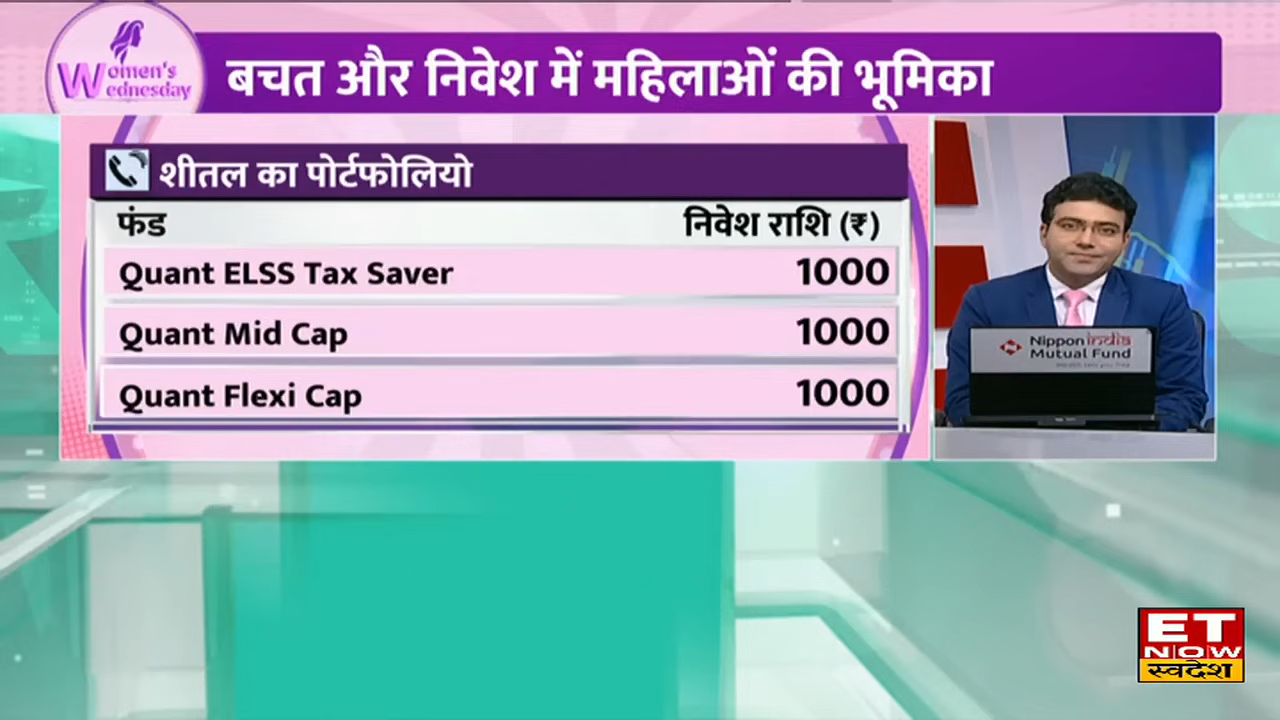 Women's
Wednesday
बचत और निवेश में महिलाओं की भूमिका
शीतल का पोर्टफोलियो
फंड निवेश राशि (₹)
Quant ELSS Tax Saver 1000
Quant Mid Cap 1000
Quant Flexi Cap 1000
Nippon india
Mutual Fund
ET
NOW
स्वदेश